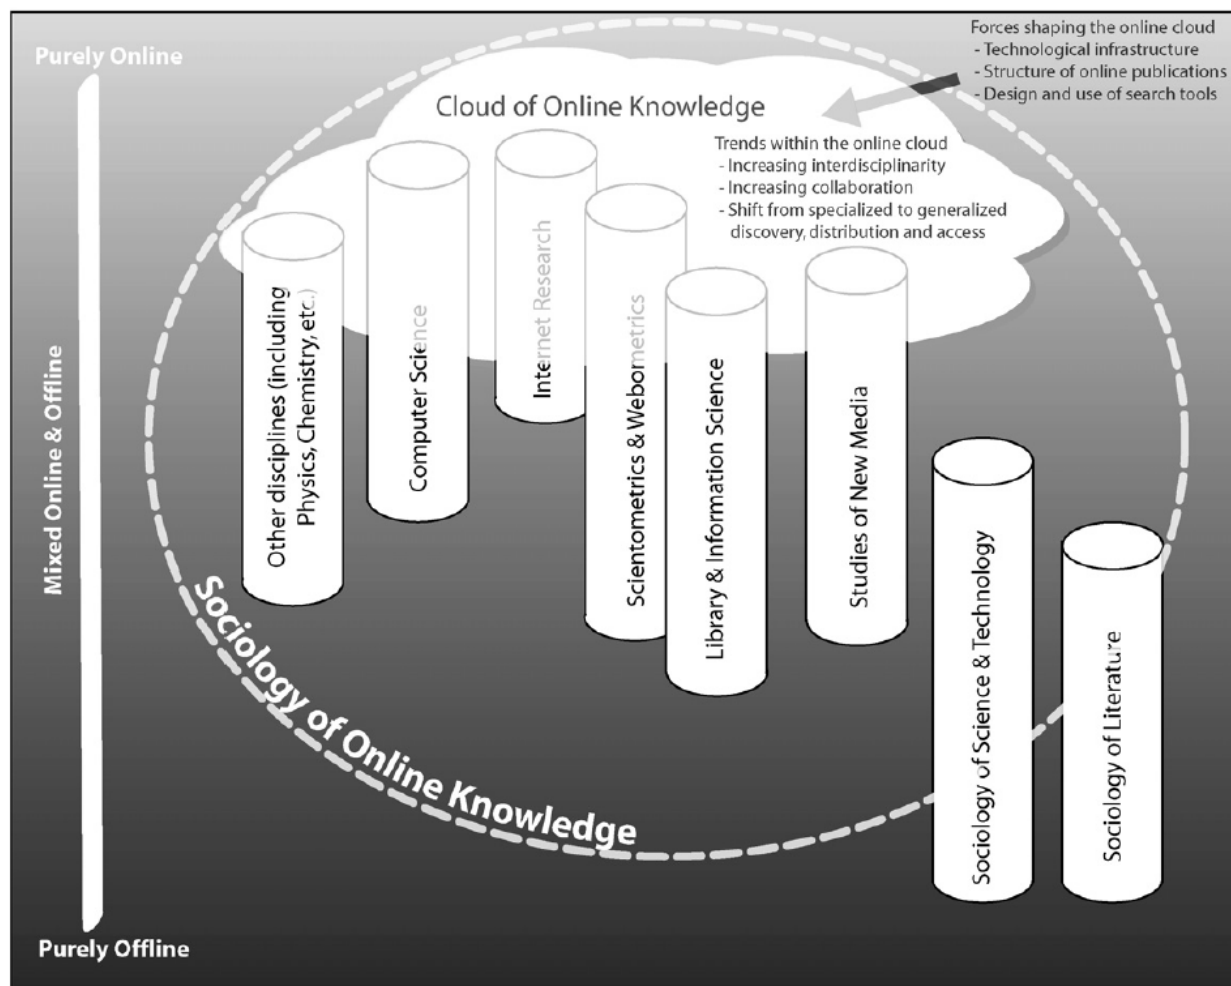 Purely Online
Mixed Online & Offline
Purely Offline
Forces shaping the online cloud
- Technological infrastructure
- Structure of online publications
- Design and use of search tools
Cloud of Online Knowledge
Trends within the online cloud
- Increasing interdisciplinarity
- Increasing collaboration
- Shift from specialized to generalized
discovery, distribution and access
Other disciplines (including
Physics, Chemistry, etc.)
Computer Science
Internet Research
Scientometrics & Webometrics
Library & Information Science
Studies of New Media
Sociology of Science & Technology
Sociology of Literature
Sociology of Online Knowledge